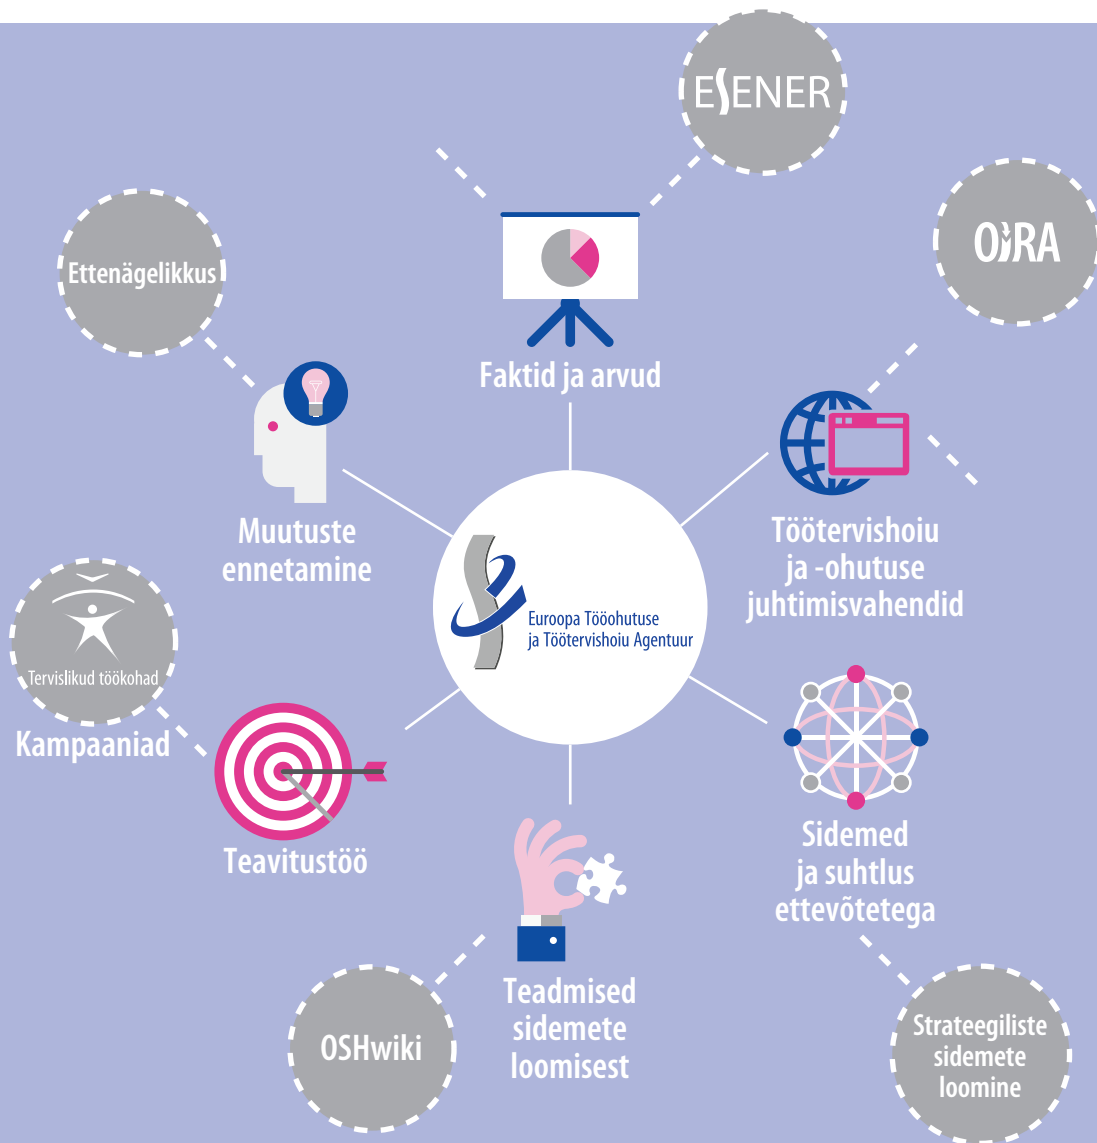 ESENER
OiRA
Ettenägelikkus
Faktid ja arvud
Muutuste
ennetamine
Töötervishoiu
ja -ohutuse
juhtimisvahendid
Euroopa Tööohutuse
ja Töötervishoiu Agentuur
Tervislikud töökohad
Kampaaniad
Teavitustöö
Sidemed
ja suhtlus
ettevõtetega
Teadmised
sidemete
loomisest
OSHwiki
Strateegiliste
sidemete
loomine